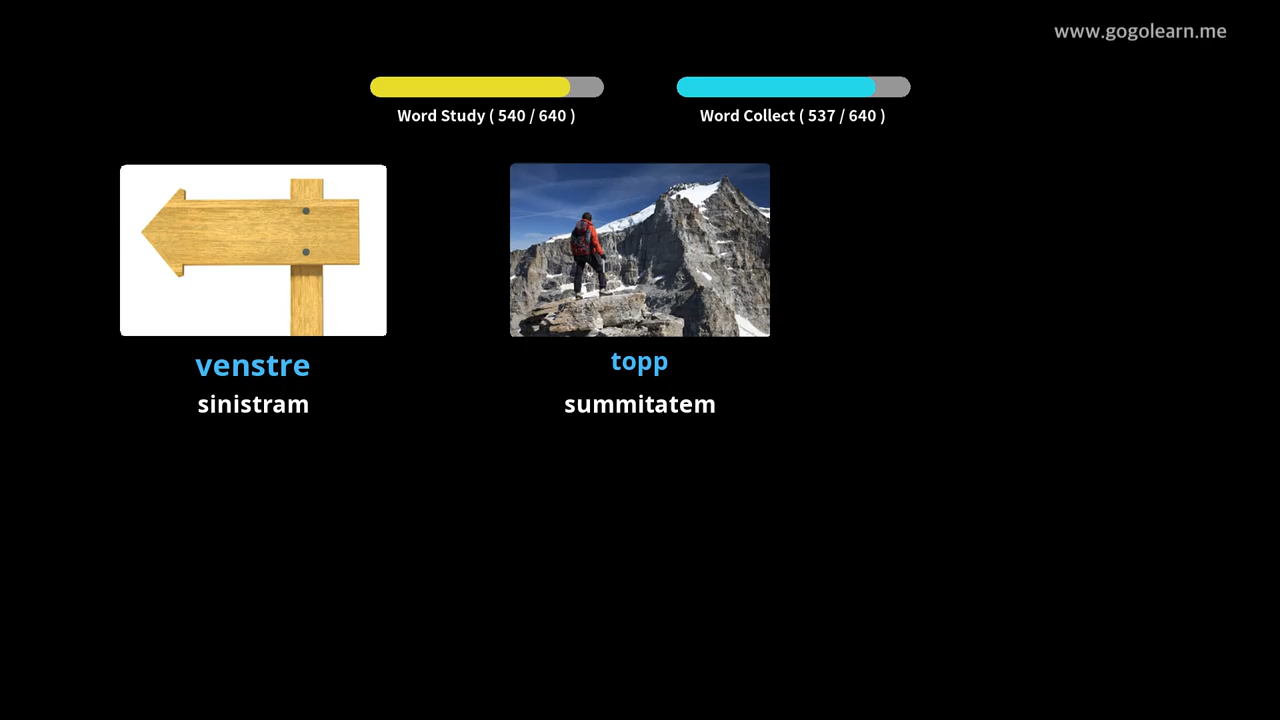 www.gogolearn.me
Word Study ( 540 / 640 )
Word Collect ( 537 / 640 )
venstre
sinistram
topp
summitatem